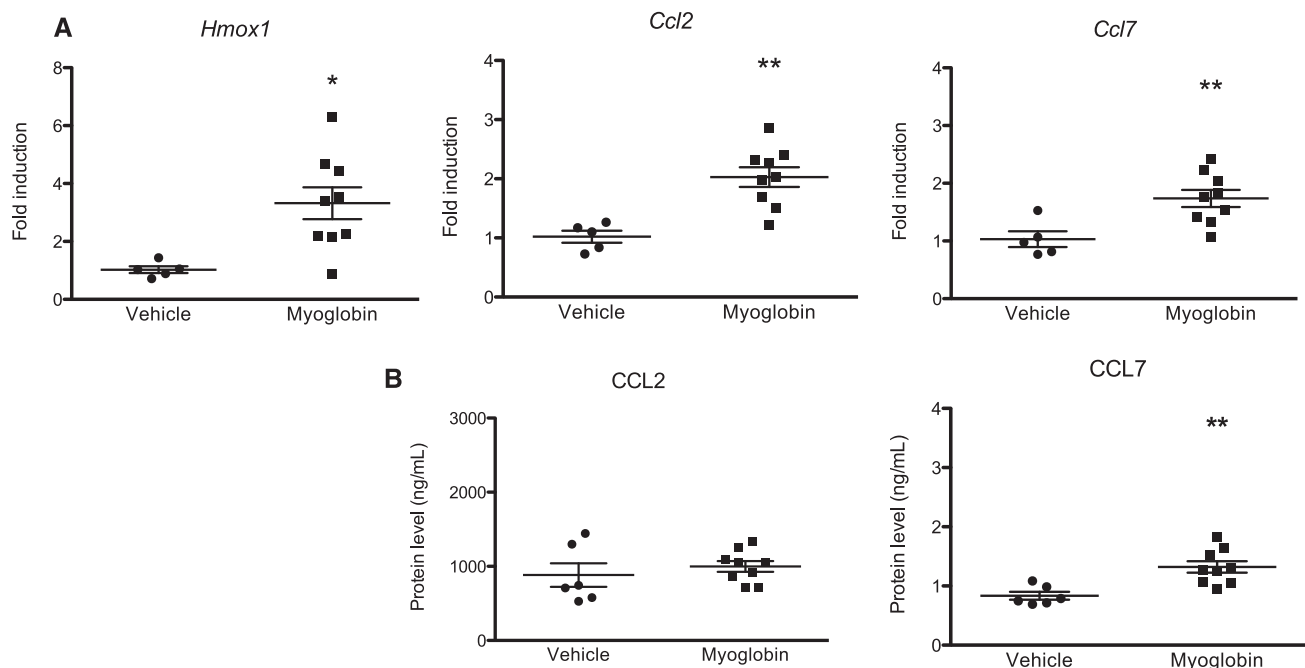 A
Hmox1
Fold induction
8
6
4
2
0
*
Vehicle
Myoglobin
Ccl2
Fold induction
4
3
2
1
0
**
Vehicle
Myoglobin
Ccl7
Fold induction
4
3
2
1
0
**
Vehicle
Myoglobin
B
CCL2
Protein level (ng/mL)
3000
2000
1000
0
Vehicle
Myoglobin
CCL7
Protein level (ng/mL)
4
3
2
1
0
**
Vehicle
Myoglobin